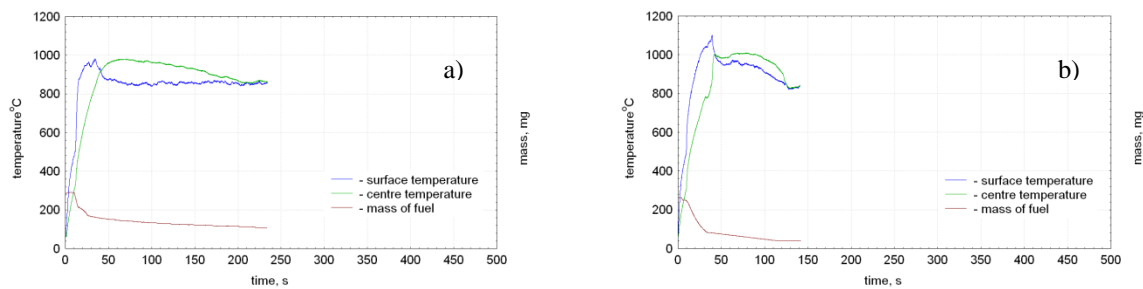 1200
1000
800
600
400
200
0
temperature°C
0 50 100 150 200 250 300 350 400 450 500
time, s
mass, mg
a)
- surface temperature
- centre temperature
- mass of fuel
1200
1000
800
600
400
200
0
temperature°C
0 50 100 150 200 250 300 350 400 450 500
time, s
mass, mg
b)
- surface temperature
- centre temperature
- mass of fuel